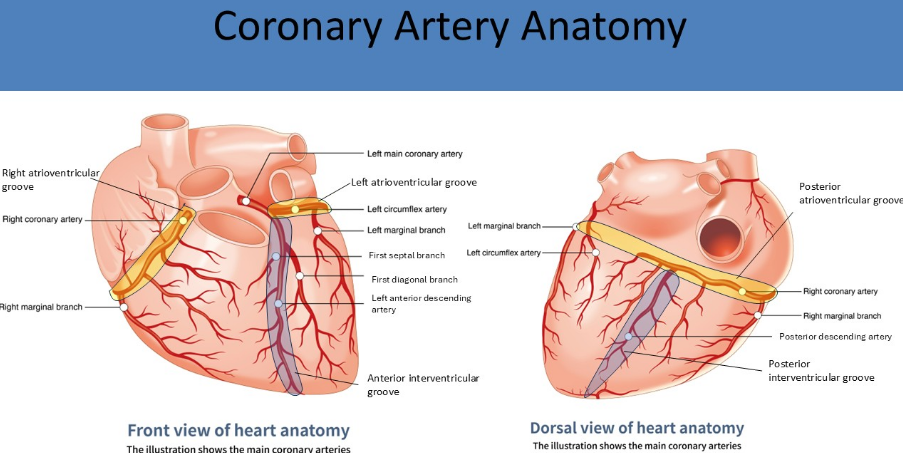 Coronary Artery Anatomy
Left main coronary artery
Right atrioventricular
groove
Left atrioventricular groove
Right coronary artery
Left circumflex artery
Left marginal branch
First septal branch
First diagonal branch
Left anterior descending
artery
Right marginal branch
Anterior interventricular
groove
Front view of heart anatomy
The illustration shows the main coronary arteries
Posterior
atrioventricular groove
Left marginal branch
Left circumflex artery
Right coronary artery
Right marginal branch
Posterior descending artery
Posterior
interventricular groove
Dorsal view of heart anatomy
The illustration shows the main coronary arteries